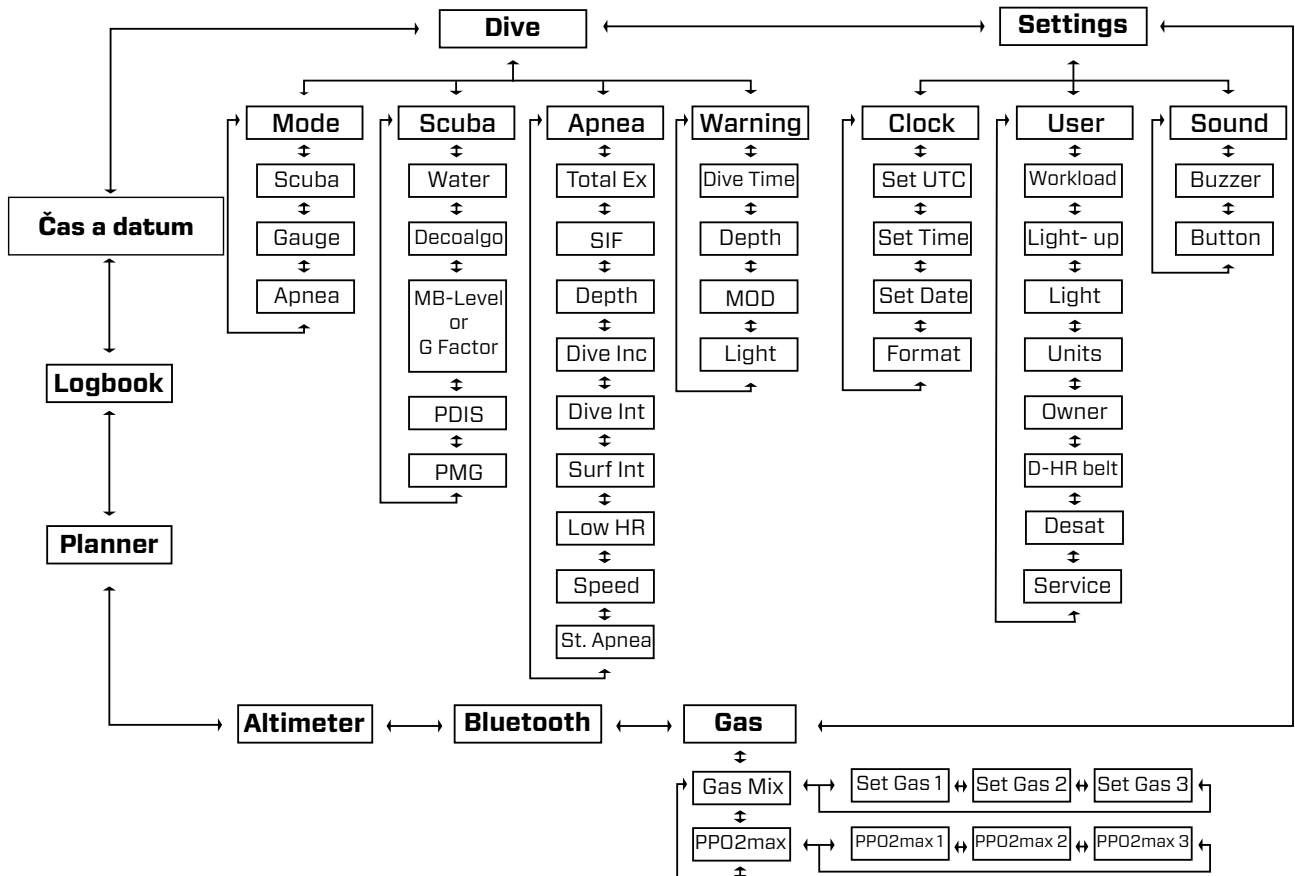 Dive
Settings
Mode
Scuba
Apnea
Warning
Clock
User
Sound
Scuba
Gauge
Apnea
Water
Decoalgo
MB-Level
or
G Factor
PDIS
PMG
Total Ex
SIF
Depth
Dive Inc
Dive Int
Surf Int
Low HR
Speed
St. Apnea
Dive Time
Depth
MOD
Light
Set UTC
Set Time
Set Date
Format
Workload
Light- up
Light
Units
Owner
D-HR belt
Desat
Service
Buzzer
Button
Čas a datum
Logbook
Planner
Altimeter
Bluetooth
Gas
Gas Mix
Set Gas 1
Set Gas 2
Set Gas 3
PPO2max
PPO2max 1
PPO2max 2
PPO2max 3